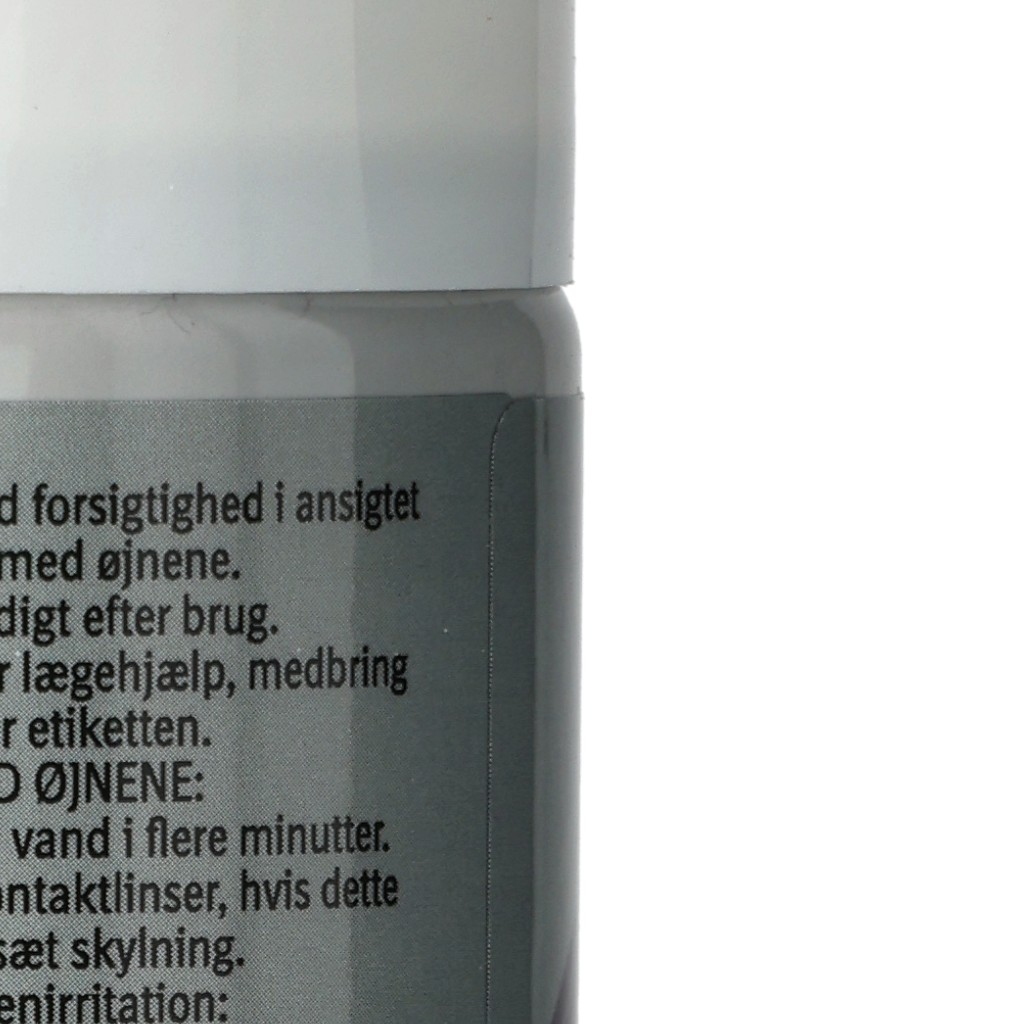 d forsigtighed i ansigtet
med øjnene.
digt efter brug.
r lægehjælp, medbring
r etiketten.
D ØJNENE:
vand i flere minutter.
ontaktlinser, hvis dette
sæt skylning.
enirritation: